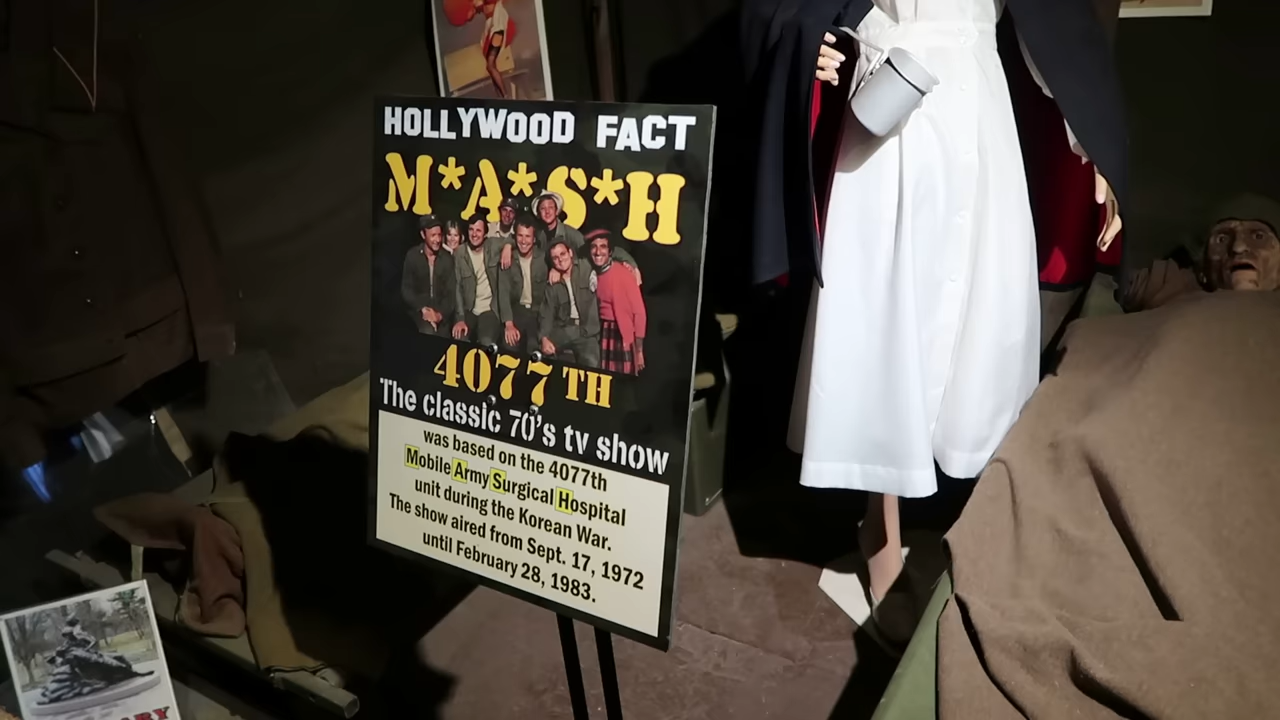 HOLLYWOOD FACT
M*A*S*H
4077TH
The classic 70's tv show
was based on the 4077th
Mobile Army Surgical Hospital
unit during the Korean War.
The show aired from Sept. 17, 1972
until February 28, 1983.